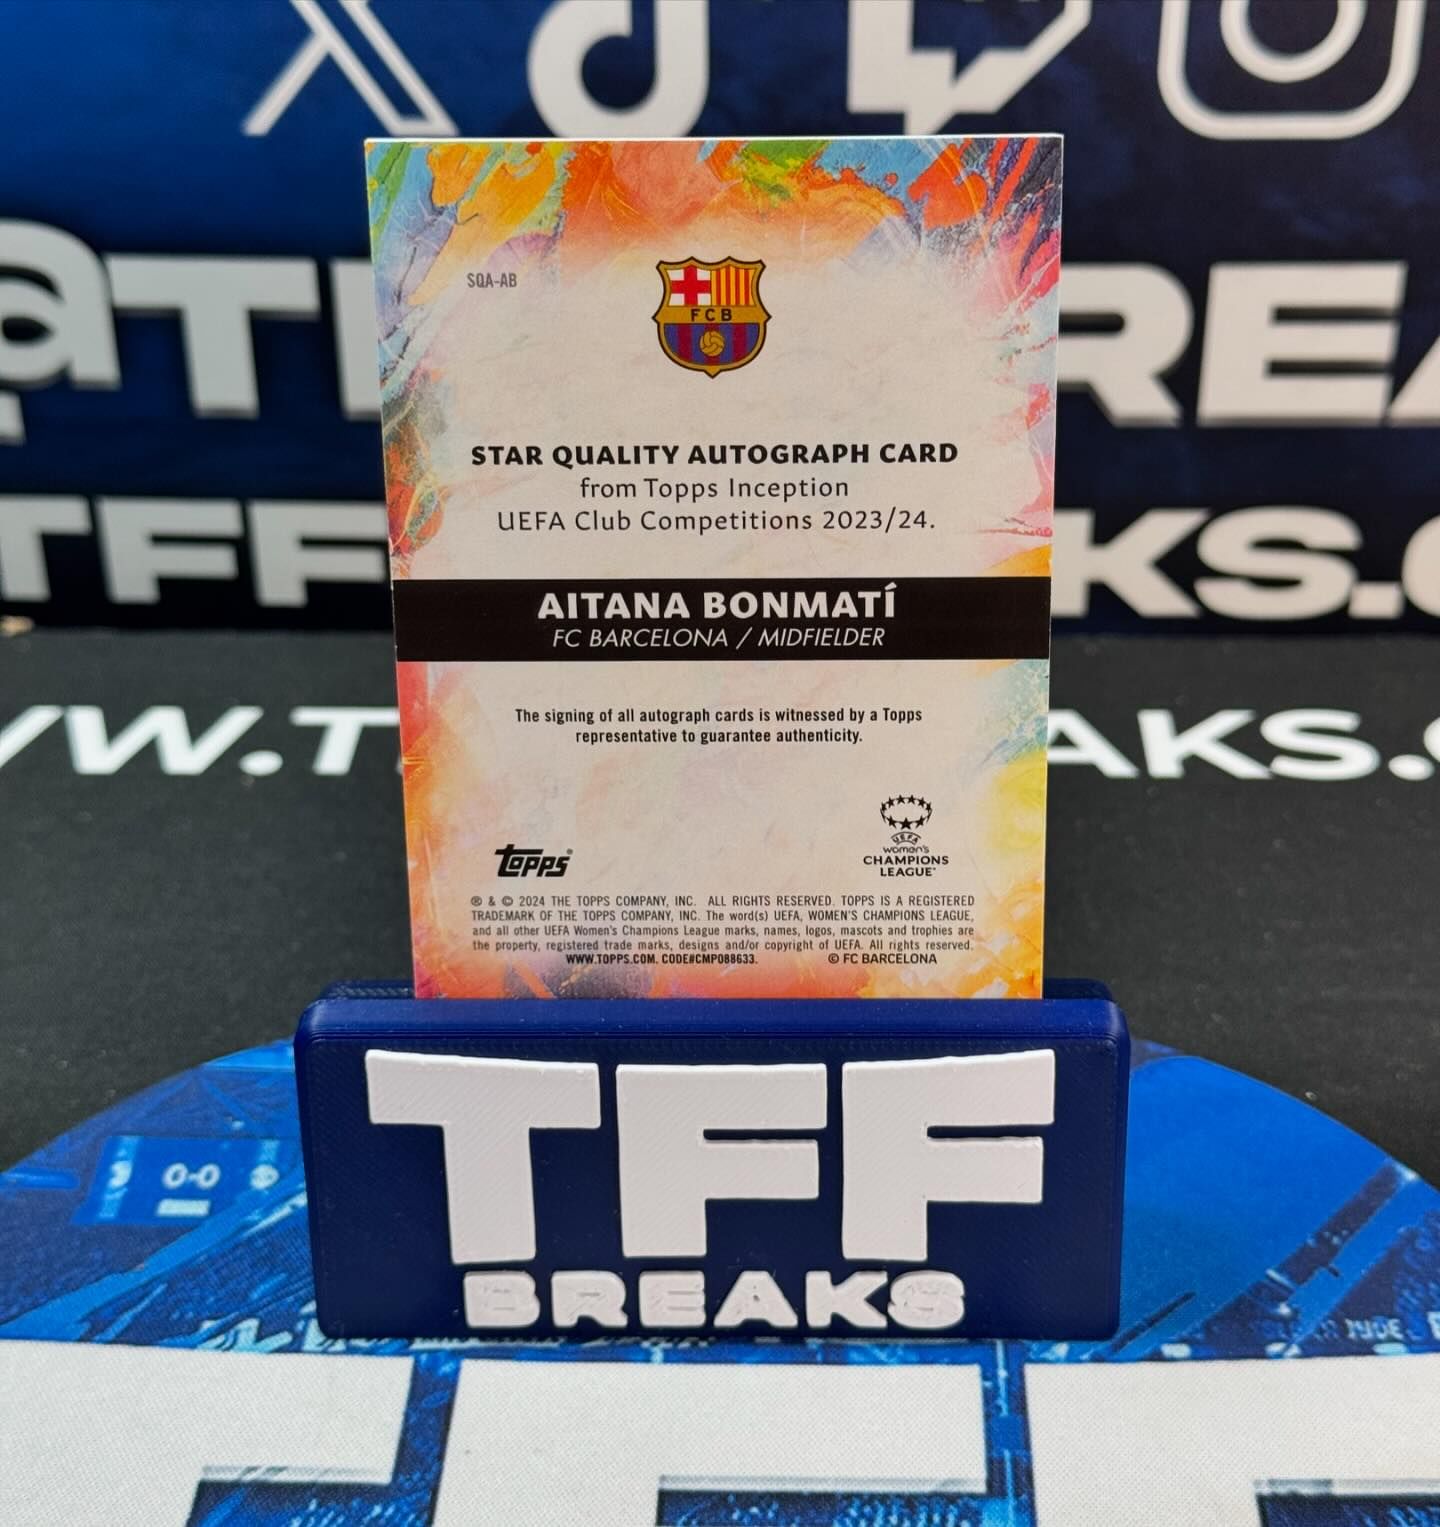 SQA-AB
FCB
STAR QUALITY AUTOGRAPH CARD
from Topps Inception
UEFA Club Competitions 2023/24.
AITANA BONMATÍ
FC BARCELONA / MIDFIELDER
The signing of all autograph cards is witnessed by a Topps
representative to guarantee authenticity.
topps®
UEFA
women's
CHAMPIONS
LEAGUE
® & © 2024 THE TOPPS COMPANY, INC. ALL RIGHTS RESERVED. TOPPS IS A REGISTERED
TRADEMARK OF THE TOPPS COMPANY, INC. The word(s) UEFA, WOMEN'S CHAMPIONS LEAGUE,
and all other UEFA Women's Champions League marks, names, logos, mascots and trophies are
the property, registered trade marks, designs and/or copyright of UEFA. All rights reserved.
WWW.TOPPS.COM. CODE#CMP088633. © FC BARCELONA
TFF
BREAKS
0-0